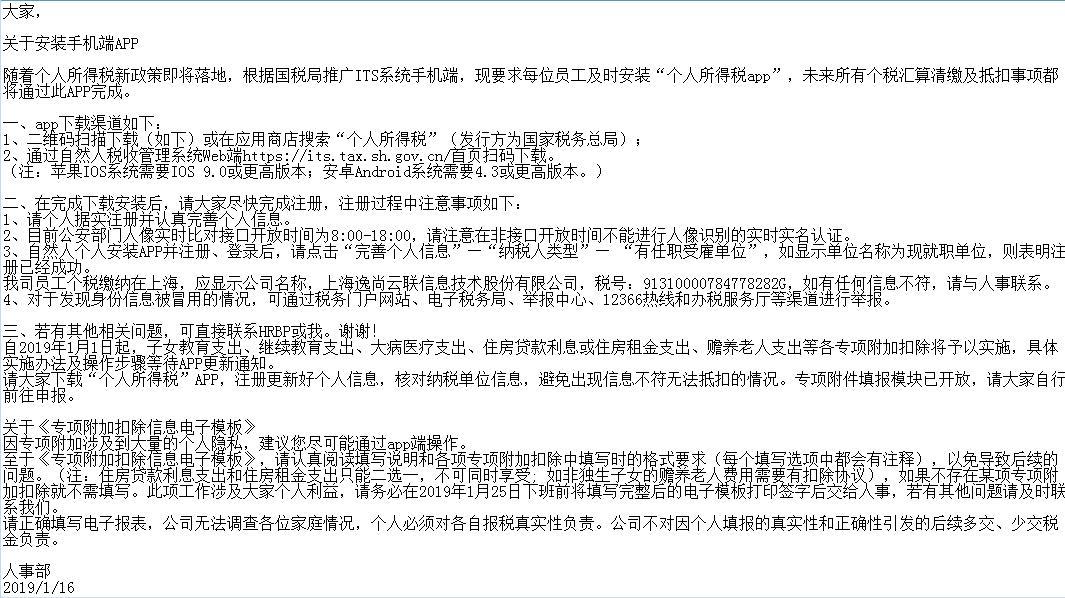 大家，
关于安装手机端APP
随着个人所得税新政策即将落地，根据国税局推广ITS系统手机端，现要求每位员工及时安装“个人所得税app”，未来所有个税汇算清缴及抵扣事项都
将通过此APP完成。
一、app下载渠道如下：
1、二维码扫描下载（如下）或在应用商店搜索“个人所得税”（发行方为国家税务总局）；
2、通过自然人税收管理系统Web端https://its.tax.sh.gov.cn/首页扫码下载。
（注：苹果IOS系统需要IOS 9.0或更高版本；安卓Android系统需要4.3或更高版本。）
二、在完成下载安装后，请大家尽快完成注册，注册过程中注意事项如下：
1、请个人据实注册并认真完善个人信息。
2、目前公安部门人像实时比对接口开放时间为8:00-18:00，请注意在非接口开放时间不能进行人像识别的实时实名认证。
3、自然人个人安装APP并注册、登录后，请点击“完善个人信息”—“纳税人类型”— “有任职受雇单位”，如显示单位名称为现就职单位，则表明注
册已经成功。
我司员工个税缴纳在上海，应显示公司名称，上海逸尚云联信息技术股份有限公司，税号：91310000784778282G，如有任何信息不符，请与人事联系。
4、对于发现身份信息被冒用的情况，可通过税务门户网站、电子税务局、举报中心、12366热线和办税服务厅等渠道进行举报。
三、若有其他相关问题，可直接联系HRBP或我。谢谢！
自2019年1月1日起，子女教育支出、继续教育支出、大病医疗支出、住房贷款利息或住房租金支出、赡养老人支出等各专项附加扣除将予以实施，具体
实施办法及操作步骤等待APP更新通知。
请大家下载“个人所得税”APP，注册更新好个人信息，核对纳税单位信息，避免出现信息不符无法抵扣的情况。专项附件填报模块已开放，请大家自行
前往申报。
关于《专项附加扣除信息电子模板》
因专项附加涉及到大量的个人隐私，建议您尽可能通过app端操作。
至于《专项附加扣除信息电子模板》，请认真阅读填写说明和各项专项附加扣除中填写时的格式要求（每个填写选项中都会有注释），以免导致后续的
问题。（注：住房贷款利息支出和住房租金支出只能二选一，不可同时享受；如非独生子女的赡养老人费用需要有扣除协议），如果不存在某项专项附
加扣除就不需填写。此项工作涉及大家个人利益，请务必在2019年1月25日下班前将填写完整后的电子模板打印签字后交给人事，若有其他问题请及时联
系我们。
请正确填写电子报表，公司无法调查各位家庭情况，个人必须对各自报税真实性负责。公司不对因个人填报的真实性和正确性引发的后续多交、少交税
金负责。
人事部
2019/1/16